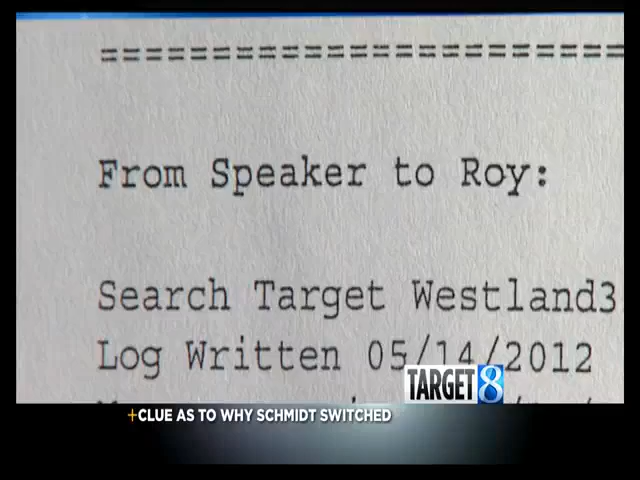 =============================
From Speaker to Roy:
Search Target Westland3
Log Written 05/14/2012
TARGET 8
+CLUE AS TO WHY SCHMIDT SWITCHED